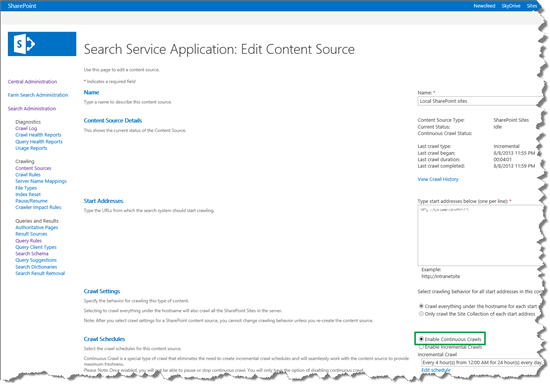 SharePoint
Newsfeed SkyDrive Sites
S
Search Service Application: Edit Content Source
Central Administration
Farm Search Administration
Search Administration
Diagnostics
Crawl Log
Crawl Health Reports
Query Health Reports
Usage Reports
Crawling
Content Sources
Crawl Rules
Server Name Mappings
File Types
Index Reset
Pause/Resume
Crawler Impact Rules
Queries and Results
Authoritative Pages
Result Sources
Query Rules
Query Client Types
Search Schema
Query Suggestions
Search Dictionaries
Search Result Removal
Use this page to edit a content source.
* Indicates a required field
Name
Type a name to describe this content source.
Name: *
Local SharePoint sites
Content Source Details
This shows the current status of the Content Source.
Content Source Type: SharePoint Sites
Current Status: Idle
Continuous Crawl Status:
Last crawl type: Incremental
Last crawl began: 8/8/2013 11:55 PM
Last crawl duration: 00:04:01
Last crawl completed: 8/8/2013 11:59 PM
View Crawl History
Start Addresses
Type the URLs from which the search system should start crawling.
Type start addresses below (one per line): *
Example:
http://intranetsite
Crawl Settings
Specify the behavior for crawling this type of content.
Selecting to crawl everything under the hostname will also crawl all the SharePoint Sites in the server.
Note: After you select crawl settings for a SharePoint content source, you cannot change crawling behavior unless you re-create the content source.
Select crawling behavior for all start addresses in this con
Crawl everything under the hostname for each start
Only crawl the Site Collection of each start address
Crawl Schedules
Select the crawl schedules for this content source.
Continuous Crawl is a special type of crawl that eliminates the need to create incremental crawl schedules and will seamlessly work with the content source to provide
maximum freshness.
Please Note: Once enabled, you will not be able to pause or stop continuous crawl. You will only have the option of disabling continuous crawl.
Enable Continuous Crawls
Enable Incremental Crawls
Incremental Crawl
Every 4 hour(s) from 12:00 AM for 24 hour(s) every day
Edit schedule